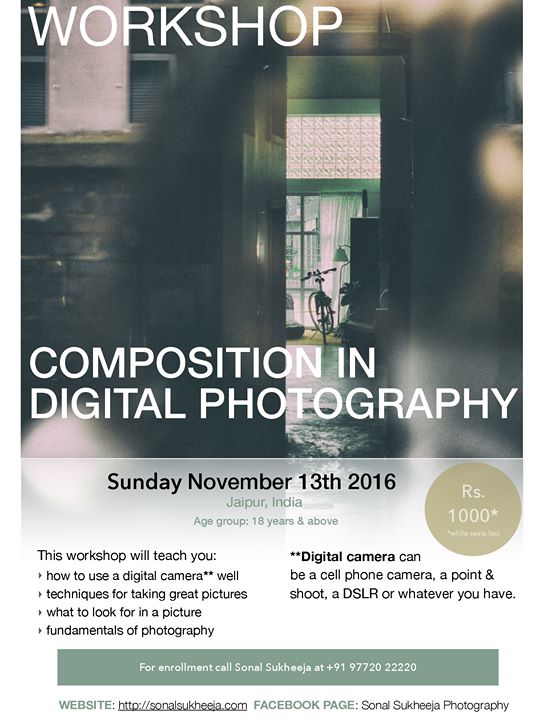 WORKSHOP
COMPOSITION IN
DIGITAL PHOTOGRAPHY
Sunday November 13th 2016
Jaipur, India
Age group: 18 years & above
Rs.
1000*
*while seats last
This workshop will teach you:
how to use a digital camera** well
techniques for taking great pictures
what to look for in a picture
fundamentals of photography
**Digital camera can
be a cell phone camera, a point &
shoot, a DSLR or whatever you have.
For enrollment call Sonal Sukheeja at +91 97720 22220
WEBSITE: http://sonalsukheeja.com FACEBOOK PAGE: Sonal Sukheeja Photography